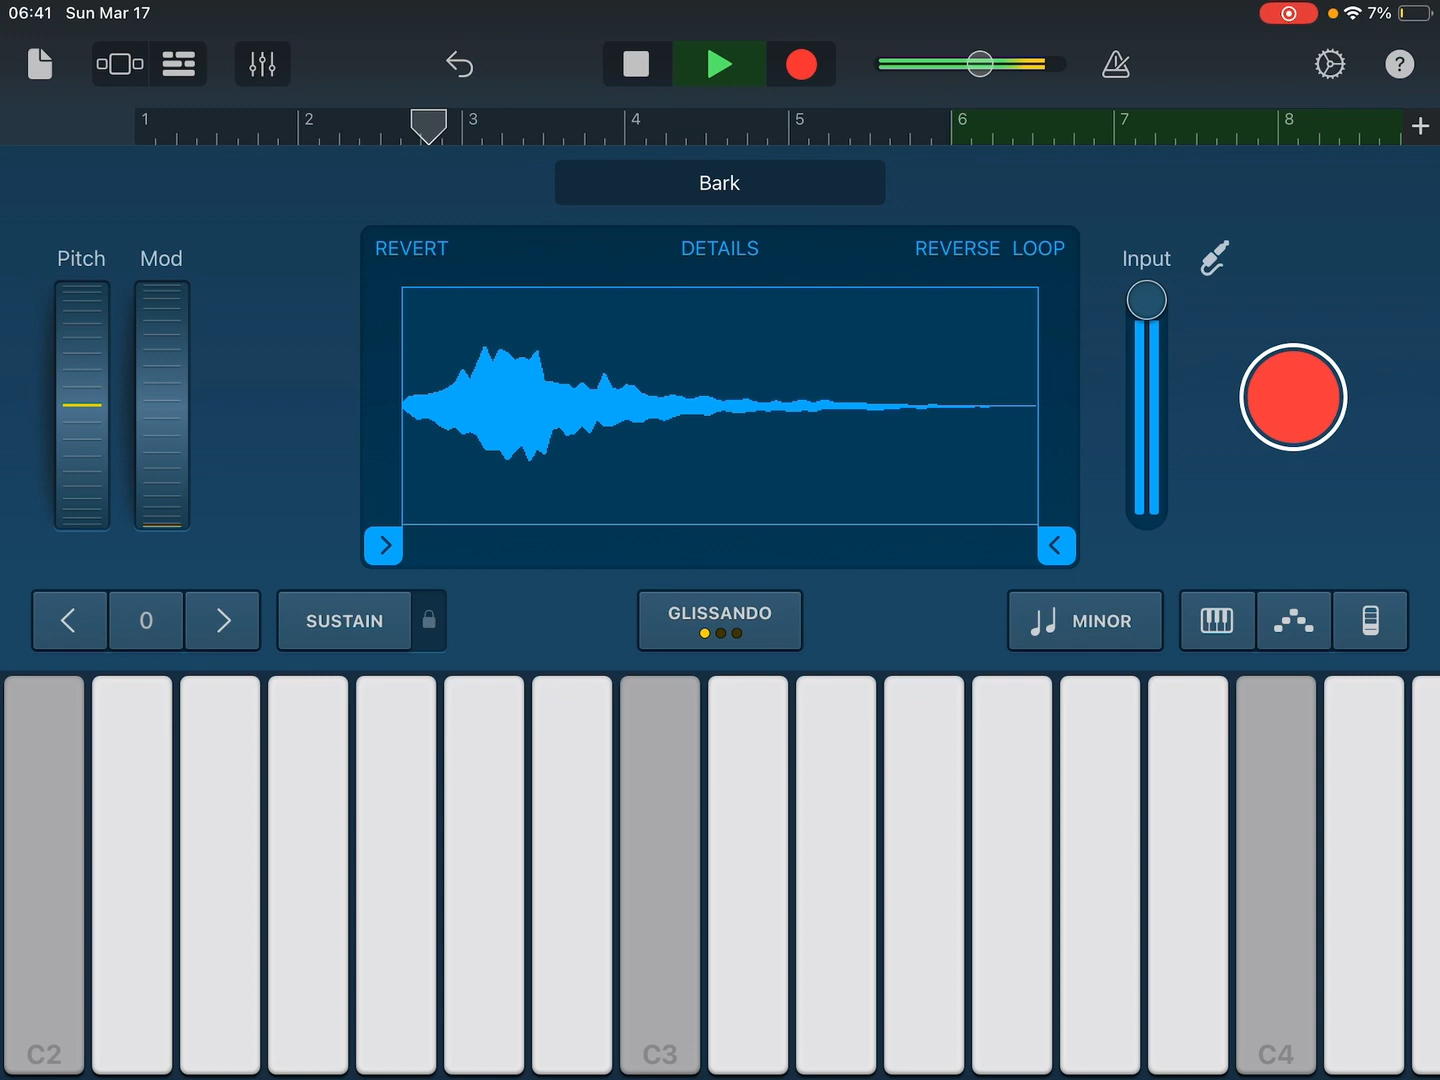 06:41 Sun Mar 17
7%
?
1 2 3 4 5 6 7 8 +
Bark
Pitch Mod
REVERT DETAILS REVERSE LOOP
Input
0
SUSTAIN
GLISSANDO
MINOR
C2 C3 C4